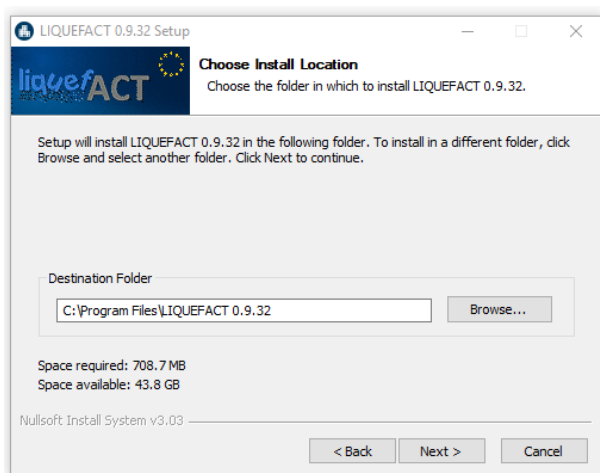 LIQUEFACT 0.9.32 Setup
liquefACT
Choose Install Location
Choose the folder in which to install LIQUEFACT 0.9.32.
Setup will install LIQUEFACT 0.9.32 in the following folder. To install in a different folder, click
Browse and select another folder. Click Next to continue.
Destination Folder
C:\Program Files\LIQUEFACT 0.9.32
Browse...
Space required: 708.7 MB
Space available: 43.8 GB
Nullsoft Install System v3.03
< Back
Next >
Cancel